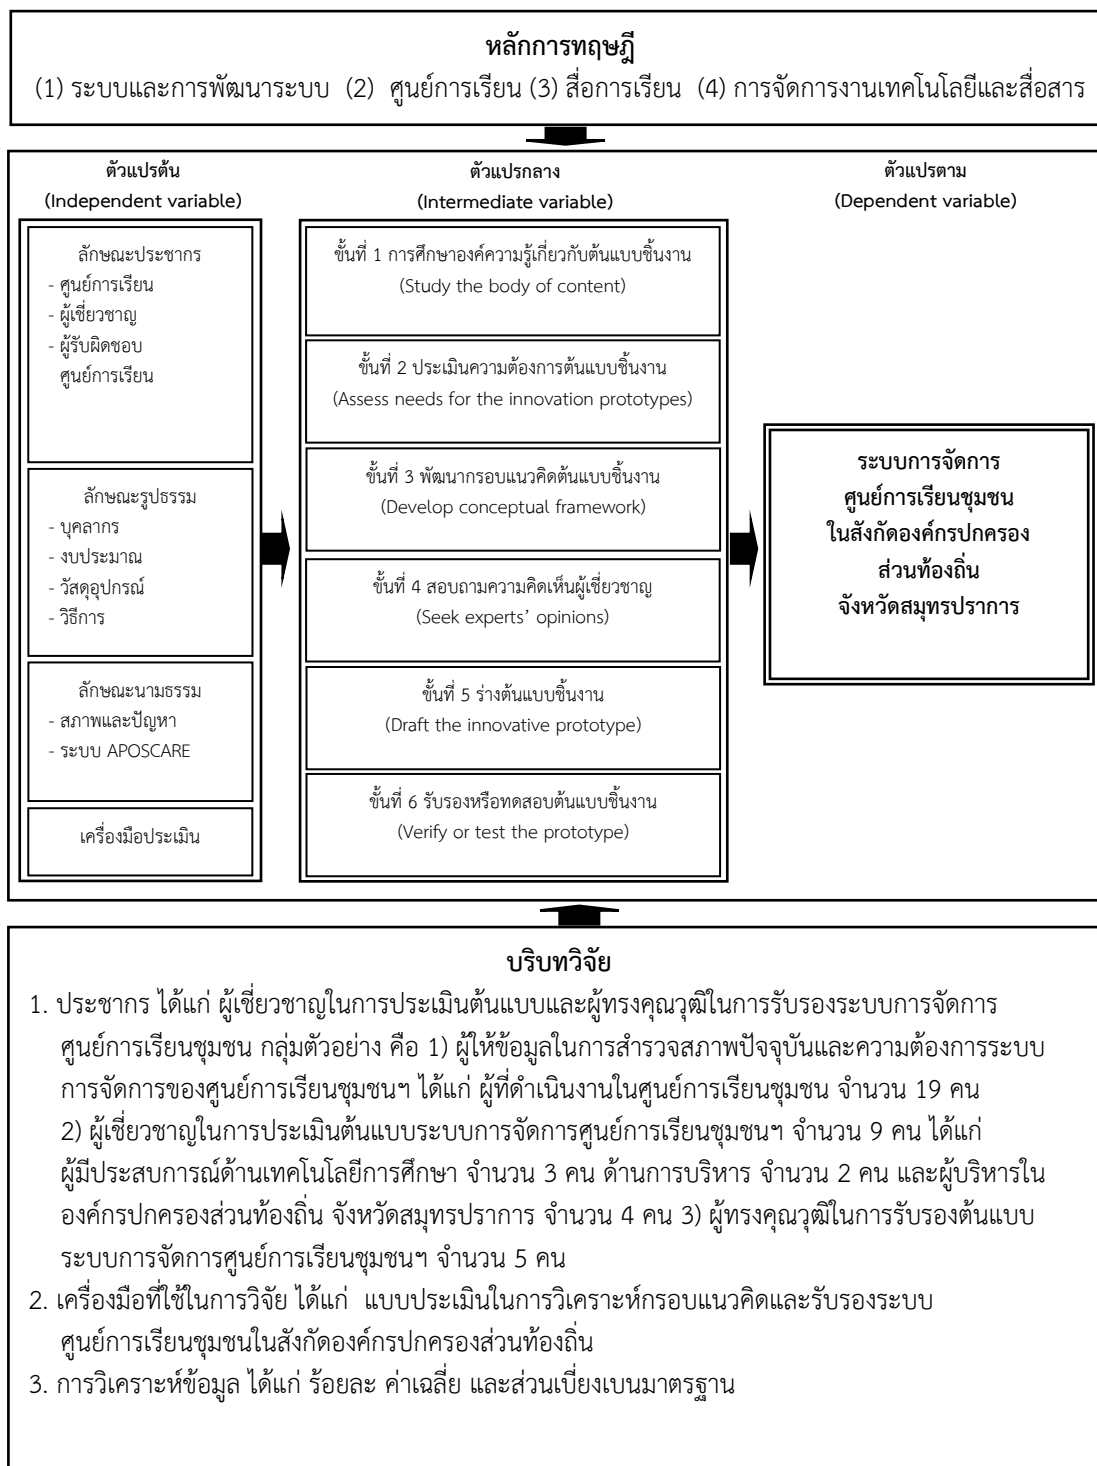 หลักการทฤษฎี
(1) ระบบและการพัฒนาระบบ (2) ศูนย์การเรียน (3) สื่อการเรียน (4) การจัดการงานเทคโนโลยีและสื่อสาร
ตัวแปรต้น
(Independent variable)
ลักษณะประชากร
- ศูนย์การเรียน
- ผู้เชี่ยวชาญ
- ผู้รับผิดชอบ
ศูนย์การเรียน
ลักษณะรูปธรรม
- บุคลากร
- งบประมาณ
- วัสดุอุปกรณ์
- วิธีการ
ลักษณะนามธรรม
- สภาพและปัญหา
- ระบบ APOSCARE
เครื่องมือประเมิน
ตัวแปรกลาง
(Intermediate variable)
ขั้นที่ 1 การศึกษาองค์ความรู้เกี่ยวกับต้นแบบชิ้นงาน
(Study the body of content)
ขั้นที่ 2 ประเมินความต้องการต้นแบบชิ้นงาน
(Assess needs for the innovation prototypes)
ขั้นที่ 3 พัฒนากรอบแนวคิดต้นแบบชิ้นงาน
(Develop conceptual framework)
ขั้นที่ 4 สอบถามความคิดเห็นผู้เชี่ยวชาญ
(Seek experts’ opinions)
ขั้นที่ 5 ร่างต้นแบบชิ้นงาน
(Draft the innovative prototype)
ขั้นที่ 6 รับรองหรือทดสอบต้นแบบชิ้นงาน
(Verify or test the prototype)
ตัวแปรตาม
(Dependent variable)
ระบบการจัดการ
ศูนย์การเรียนชุมชน
ในสังกัดองค์กรปกครอง
ส่วนท้องถิ่น
จังหวัดสมุทรปราการ
บริบทวิจัย
1. ประชากร ได้แก่ ผู้เชี่ยวชาญในการประเมินต้นแบบและผู้ทรงคุณวุฒิในการรับรองระบบการจัดการ
ศูนย์การเรียนชุมชน กลุ่มตัวอย่าง คือ 1) ผู้ให้ข้อมูลในการสำรวจสภาพปัจจุบันและความต้องการระบบ
การจัดการของศูนย์การเรียนชุมชนฯ ได้แก่ ผู้ที่ดำเนินงานในศูนย์การเรียนชุมชน จำนวน 19 คน
2) ผู้เชี่ยวชาญในการประเมินต้นแบบระบบการจัดการศูนย์การเรียนชุมชนฯ จำนวน 9 คน ได้แก่
ผู้มีประสบการณ์ด้านเทคโนโลยีการศึกษา จำนวน 3 คน ด้านการบริหาร จำนวน 2 คน และผู้บริหารใน
องค์กรปกครองส่วนท้องถิ่น จังหวัดสมุทรปราการ จำนวน 4 คน 3) ผู้ทรงคุณวุฒิในการรับรองต้นแบบ
ระบบการจัดการศูนย์การเรียนชุมชนฯ จำนวน 5 คน
2. เครื่องมือที่ใช้ในการวิจัย ได้แก่ แบบประเมินในการวิเคราะห์กรอบแนวคิดและรับรองระบบ
ศูนย์การเรียนชุมชนในสังกัดองค์กรปกครองส่วนท้องถิ่น
3. การวิเคราะห์ข้อมูล ได้แก่ ร้อยละ ค่าเฉลี่ย และส่วนเบี่ยงเบนมาตรฐาน